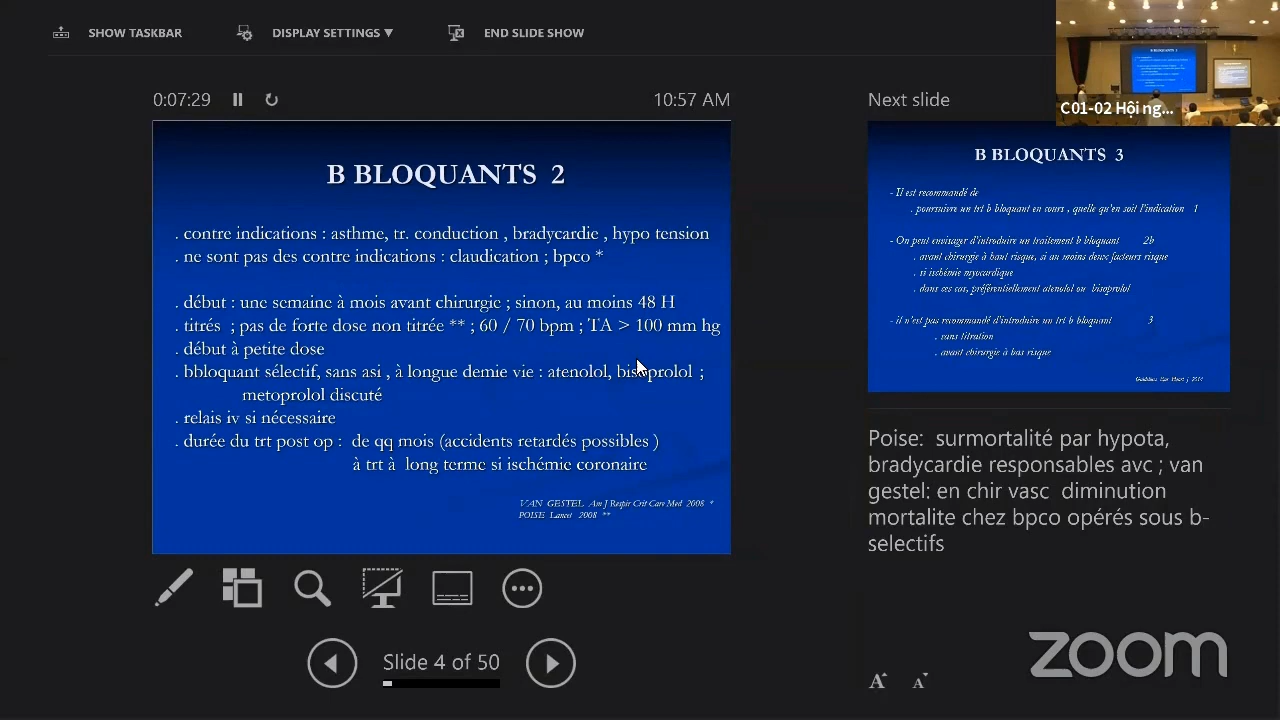 SHOW TASKBAR
DISPLAY SETTINGS ▼
END SLIDE SHOW
0:07:29
10:57 AM
Next slide
B BLOQUANTS 2
C01-02 Hội ng...
B BLOQUANTS 2
. contre indications : asthme, tr. conduction , bradycardie , hypo tension
. ne sont pas des contre indications : claudication ; bpco *
. début : une semaine à mois avant chirurgie ; sinon, au moins 48 H
. titrés ; pas de forte dose non titrée ** ; 60 / 70 bpm ; TA > 100 mm hg
. début à petite dose
. bbloquant sélectif, sans asi , à longue demie vie : atenolol, bisoprolol ;
metoprolol discuté
. relais iv si nécessaire
. durée du trt post op : de qq mois (accidents retardés possibles )
à trt à long terme si ischémie coronaire
VAN GESTEL Am J Respir Crit Care Med 2008 *
POISE Lancet 2008 **
B BLOQUANTS 3
- Il est recommandé de
. poursuivre un trt b bloquant en cours , quelle qu'en soit l'indication 1
- On peut envisager d'introduire un traitement b bloquant 2b
. avant chirurgie à haut risque, si au moins deux facteurs risque
. si ischémie myocardique
. dans ces cas, préférentiellement atenolol ou bisoprolol
- il n'est pas recommandé d'introduire un trt b bloquant 3
. sans titration
. avant chirurgie à bas risque
Guidelines Eur Heart J 2014
Poise: surmortalité par hypota,
bradycardie responsables avc ; van
gestel: en chir vasc diminution
mortalite chez bpco opérés sous b-
selectifs
Slide 4 of 50
A A
zoom